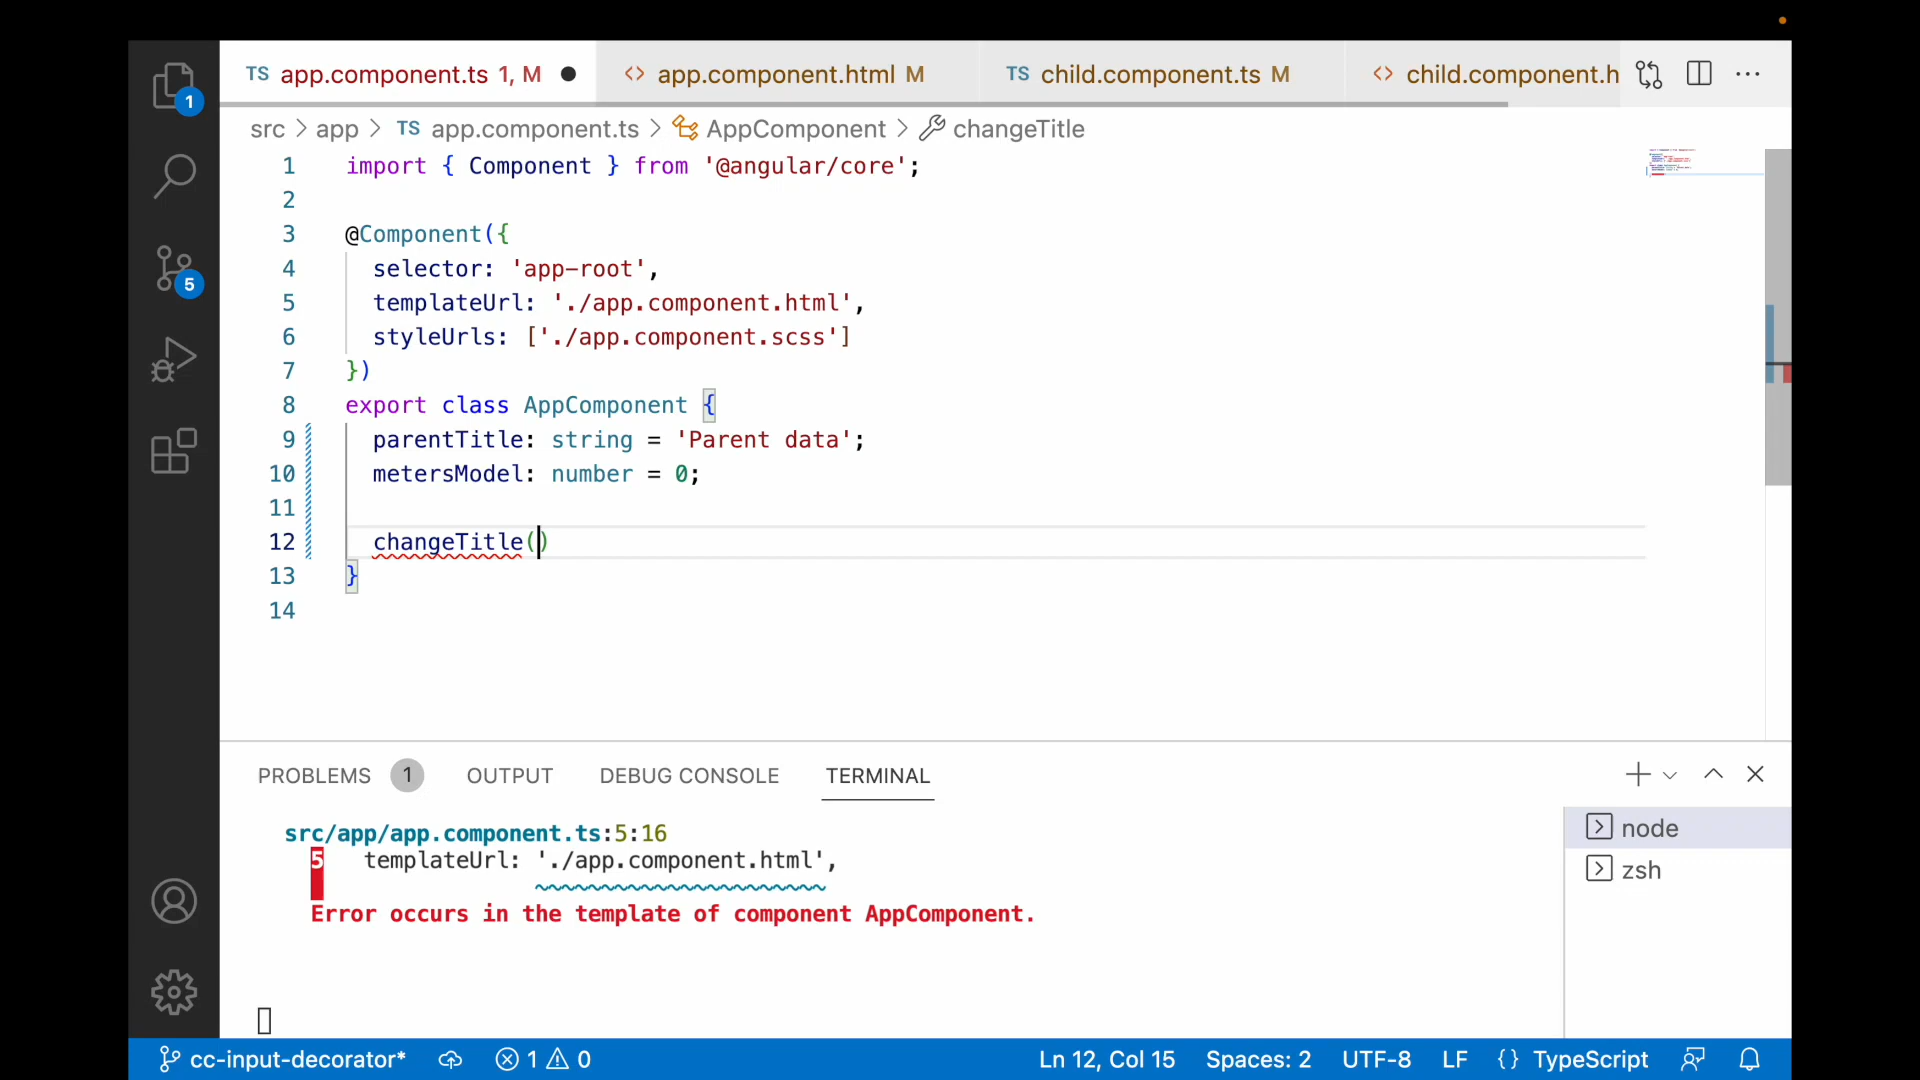 TS app.component.ts 1, M ● <> app.component.html M TS child.component.ts M <> child.component.h
src > app > TS app.component.ts > AppComponent > changeTitle
1 import { Component } from '@angular/core';
2
3 @Component({
4 selector: 'app-root',
5 templateUrl: './app.component.html',
6 styleUrls: ['./app.component.scss']
7 })
8 export class AppComponent {
9 parentTitle: string = 'Parent data';
10 metersModel: number = 0;
11
12 changeTitle()
13 }
14
1
5
PROBLEMS 1 OUTPUT DEBUG CONSOLE TERMINAL
src/app/app.component.ts:5:16
5 templateUrl: './app.component.html',
Error occurs in the template of component AppComponent.
node
zsh
cc-input-decorator* 1 0 Ln 12, Col 15 Spaces: 2 UTF-8 LF {} TypeScript